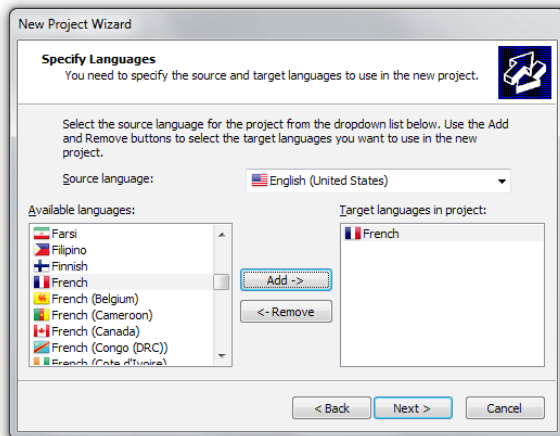 New Project Wizard
Specify Languages
You need to specify the source and target languages to use in the new project.
Select the source language for the project from the dropdown list below. Use the Add
and Remove buttons to select the target languages you want to use in the new
project.
Source language:
English (United States)
Available languages:
Target languages in project:
Farsi
Filipino
Finnish
French
French (Belgium)
French (Cameroon)
French (Canada)
French (Congo (DRC))
French (Cote d'Ivoire)
Add ->
<- Remove
French
< Back
Next >
Cancel